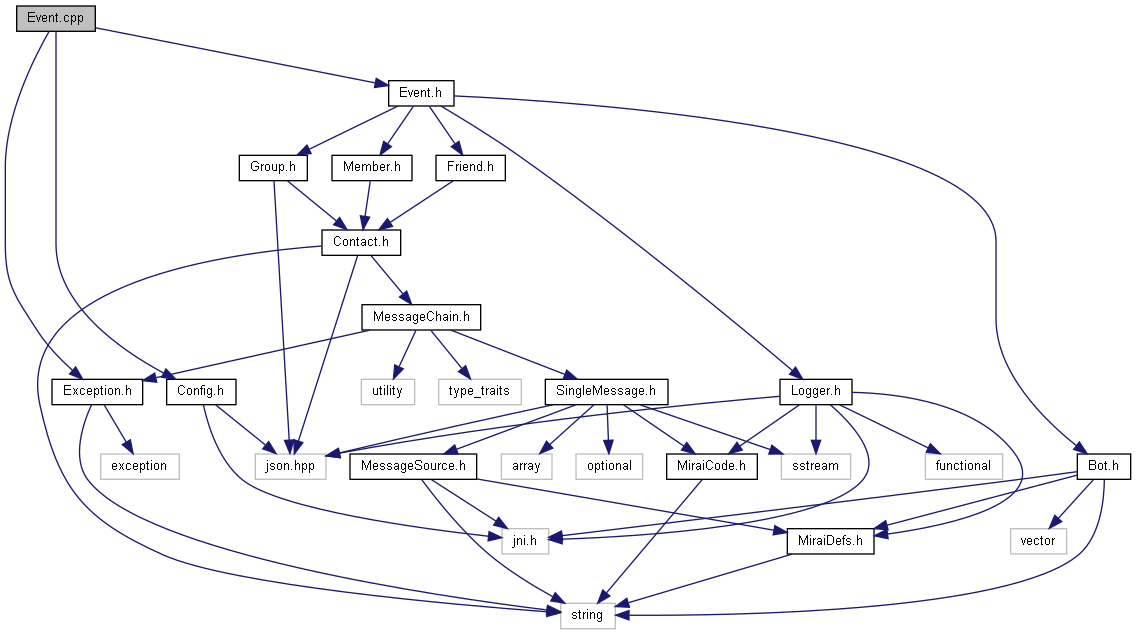 Event.cpp
Event.h
Group.h
Member.h
Friend.h
Contact.h
MessageChain.h
Exception.h
Config.h
utility
type_traits
SingleMessage.h
Logger.h
exception
json.hpp
MessageSource.h
array
optional
MiraiCode.h
sstream
functional
Bot.h
jni.h
MiraiDefs.h
vector
string